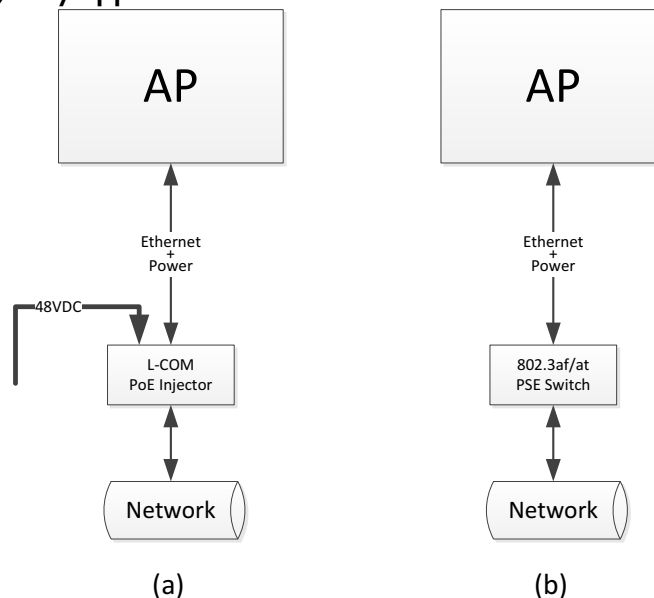 AP
Ethernet
+
Power
48VDC
L-COM
PoE Injector
Network
(a)
AP
Ethernet
+
Power
802.3af/at
PSE Switch
Network
(b)